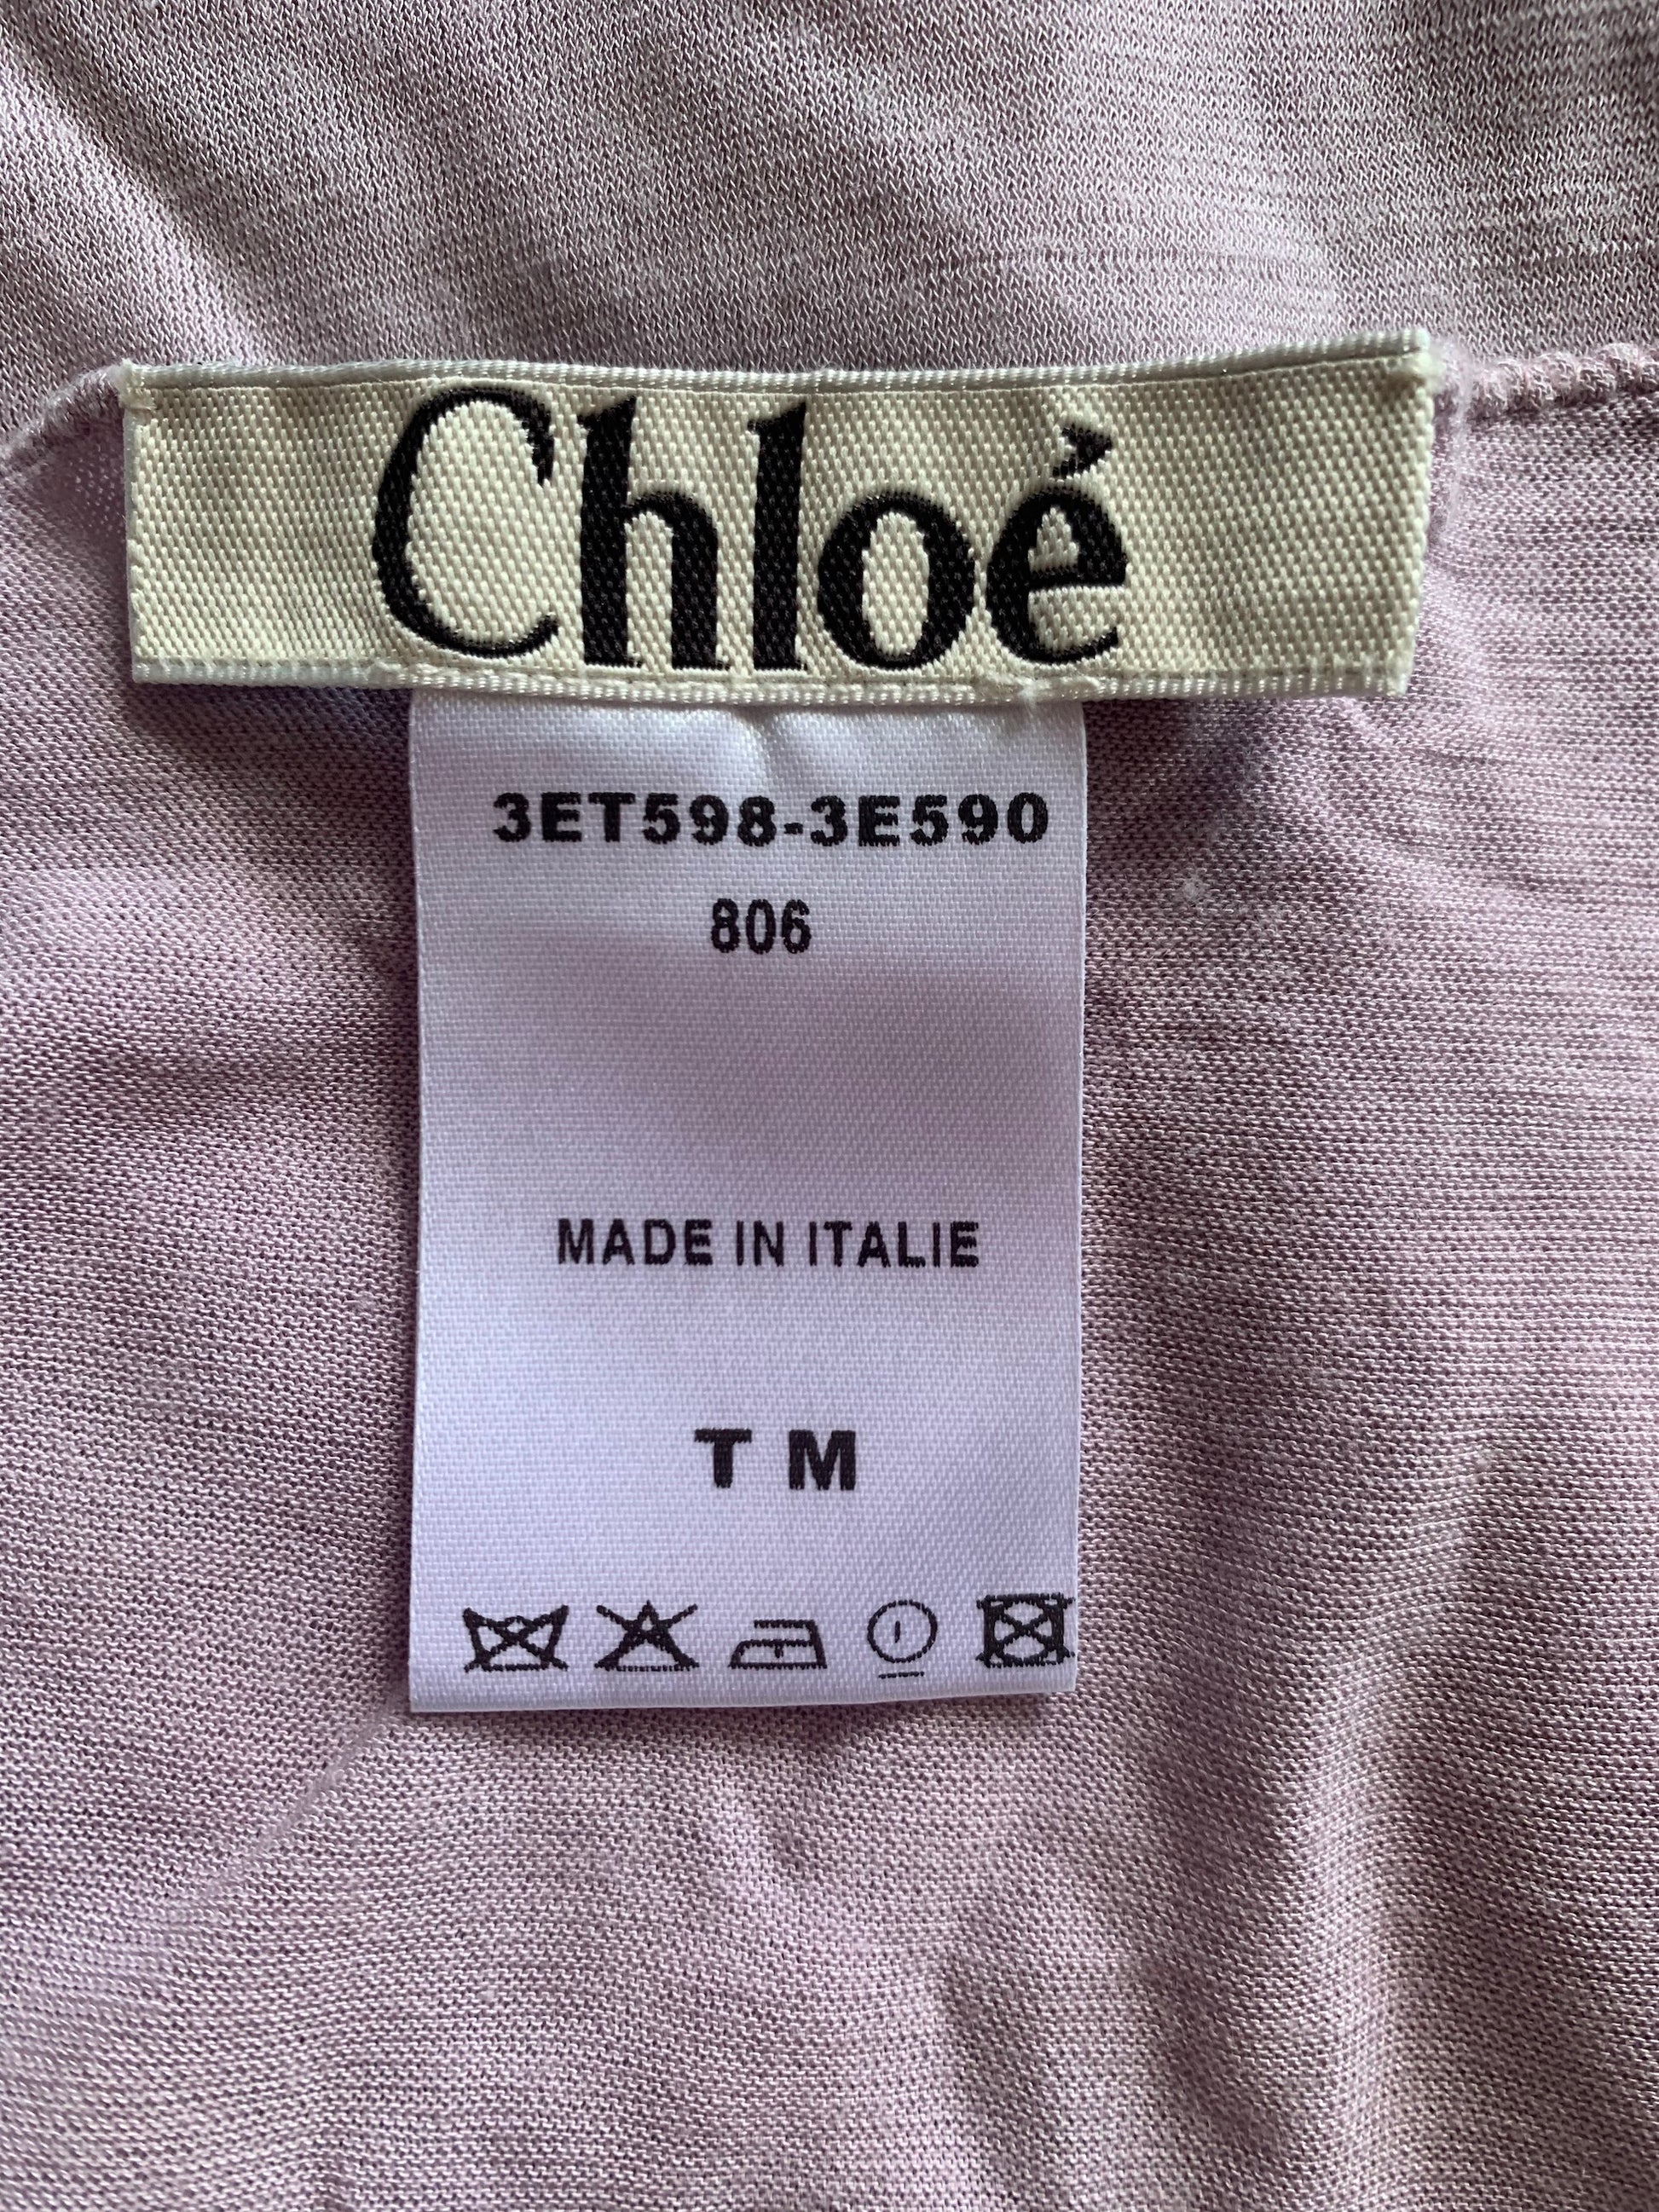 Chloé
3ET598-3E590
806
MADE IN ITALIE
T M